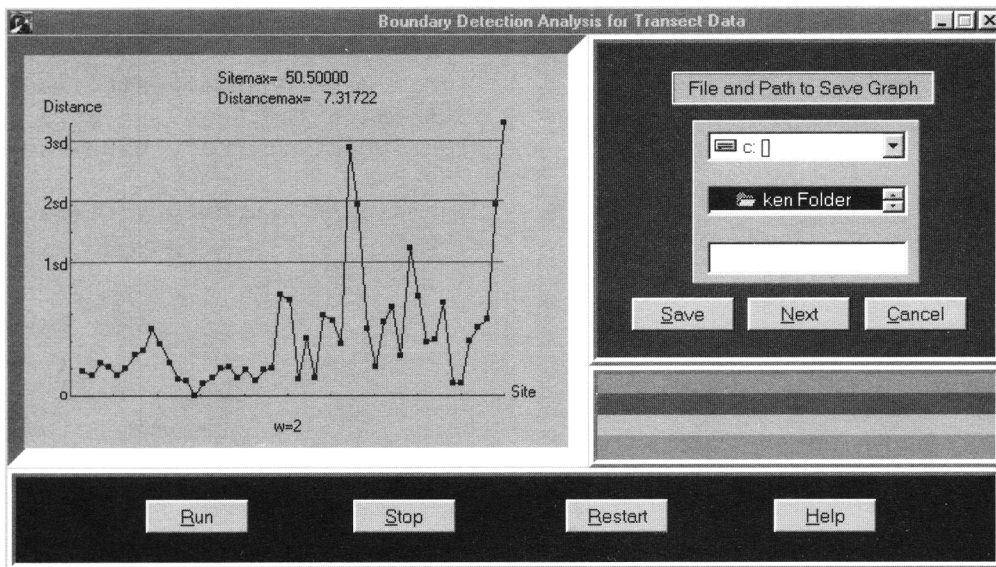 Boundary Detection Analysis for Transect Data
Sitemax= 50.50000
Distancemax= 7.31722
Distance
3sd
2sd
1sd
o
Site
w=2
File and Path to Save Graph
c: []
ken Folder
Save
Next
Cancel
Run
Stop
Restart
Help